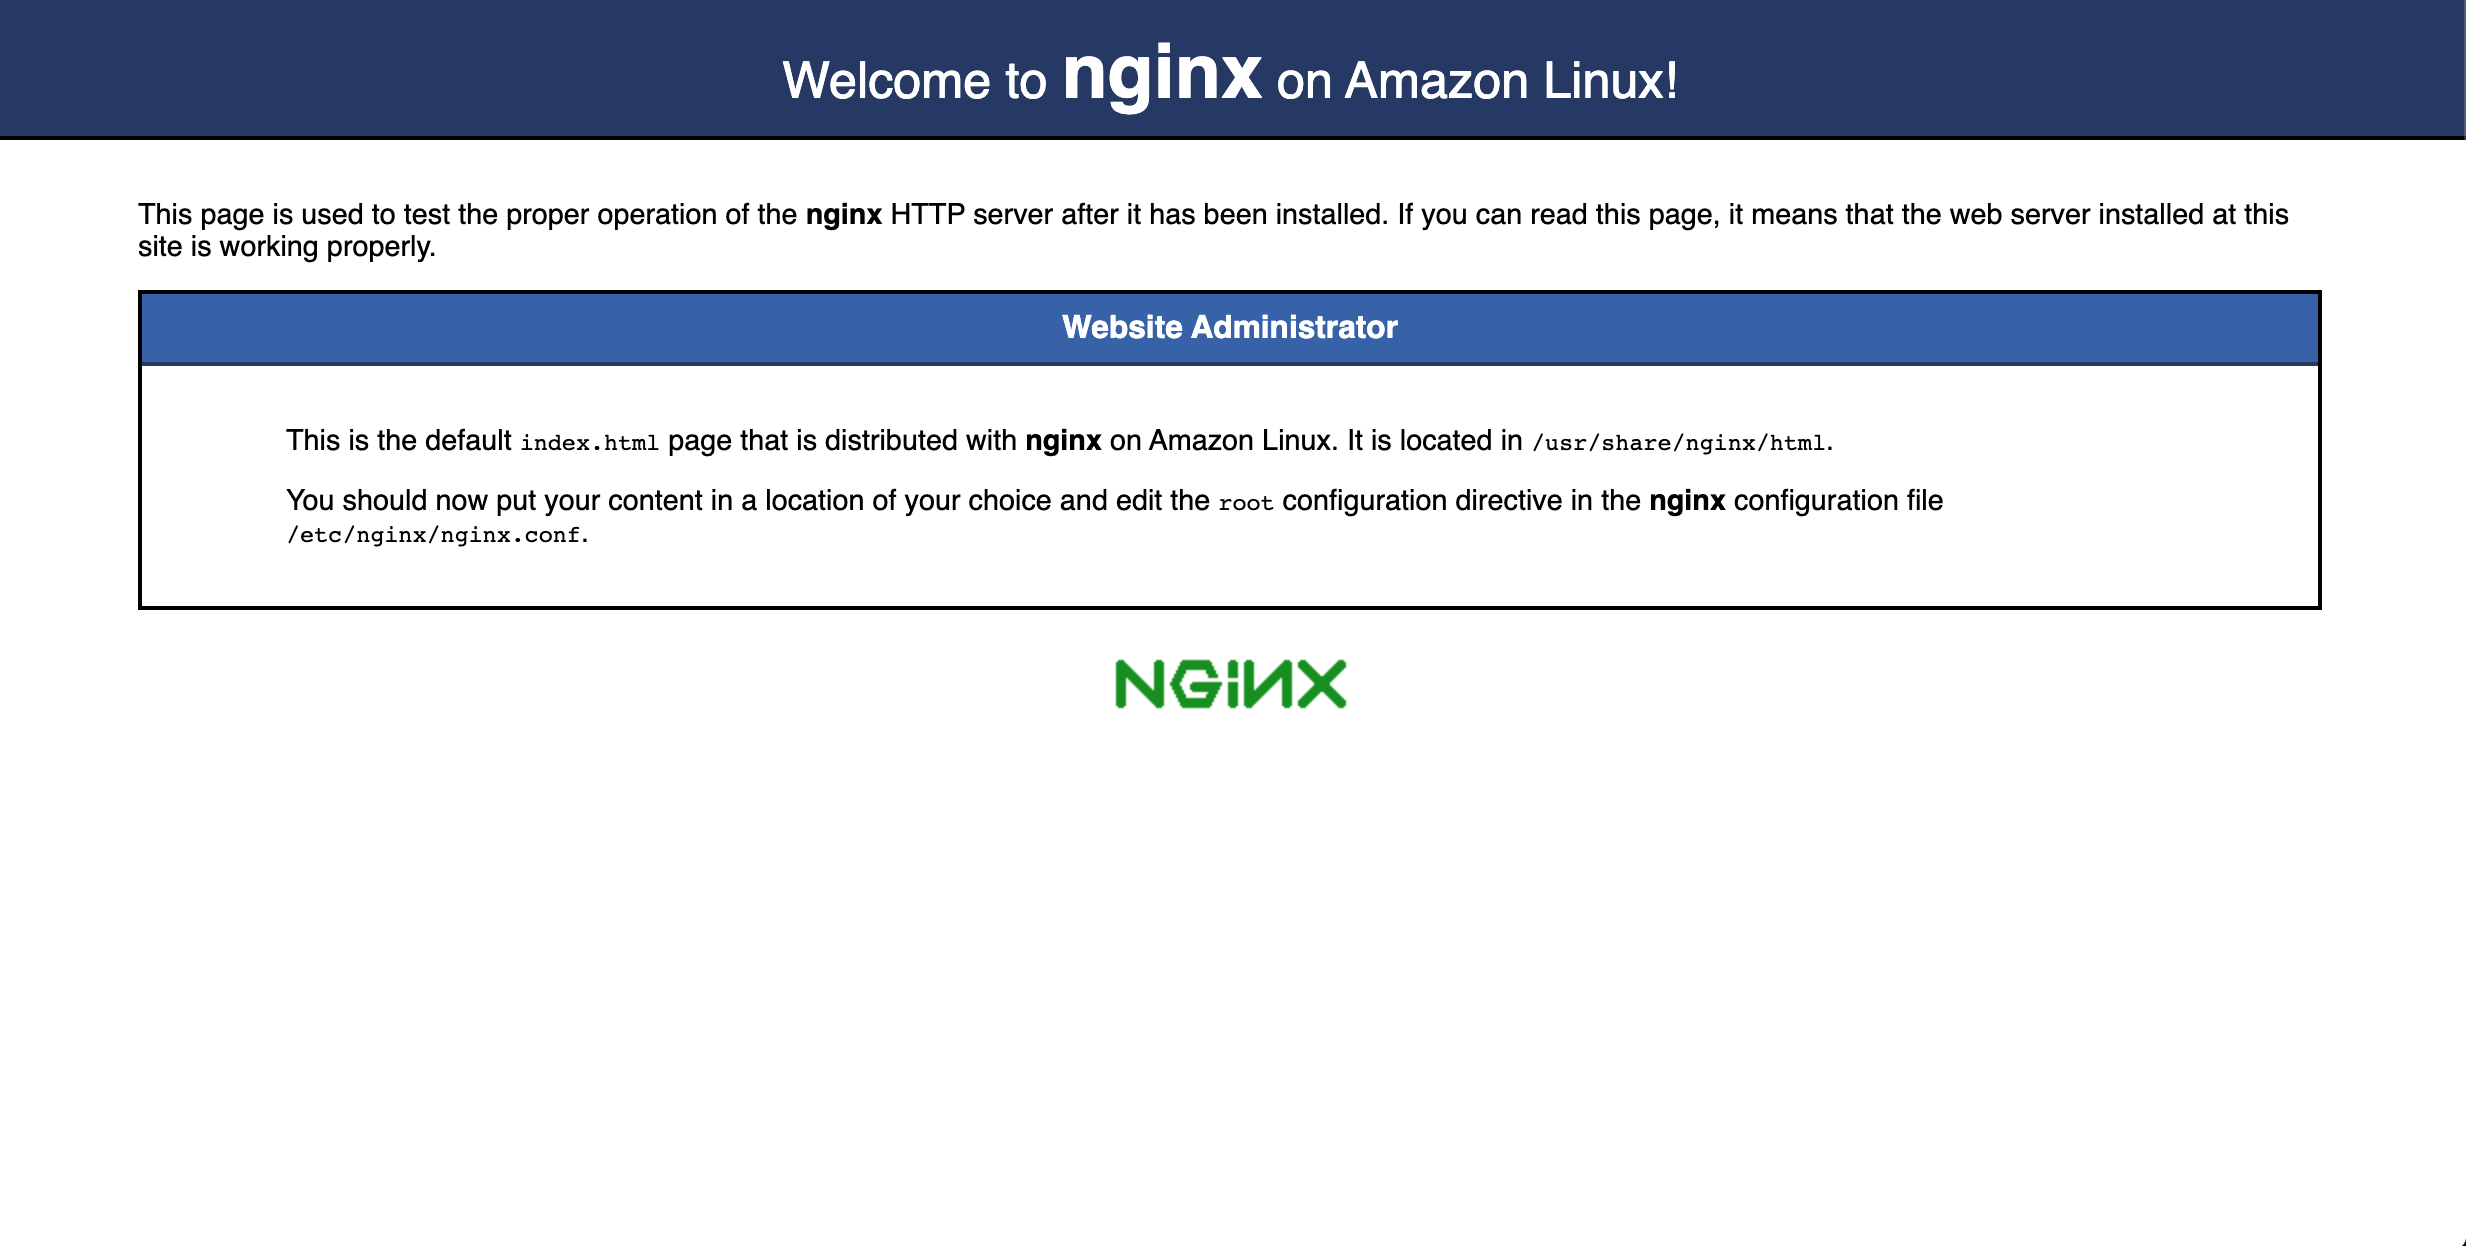 Welcome to nginx on Amazon Linux!
This page is used to test the proper operation of the nginx HTTP server after it has been installed. If you can read this page, it means that the web server installed at this
site is working properly.
Website Administrator
This is the default index.html page that is distributed with nginx on Amazon Linux. It is located in /usr/share/nginx/html.
You should now put your content in a location of your choice and edit the root configuration directive in the nginx configuration file
/etc/nginx/nginx.conf.
NGiNX